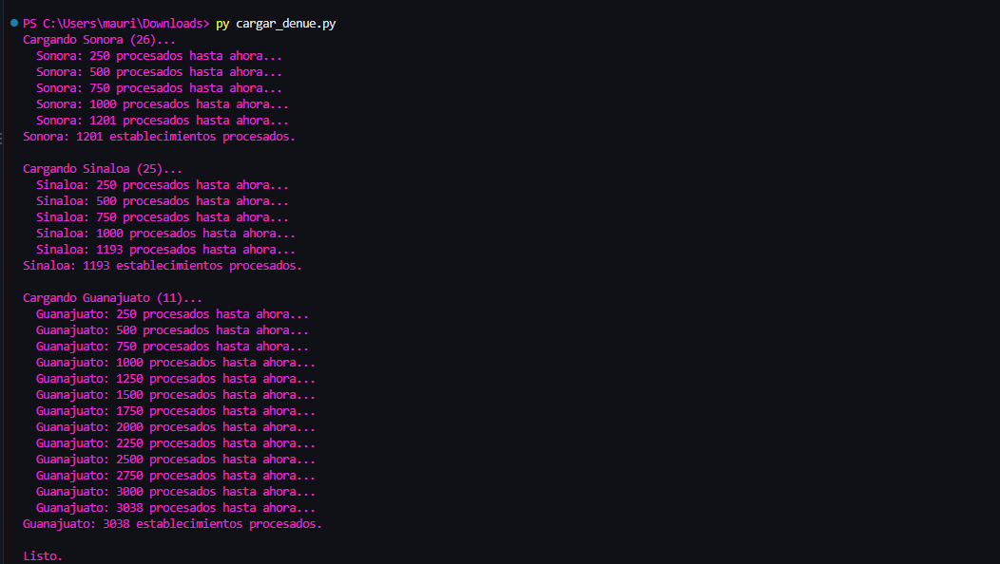 PS C:\Users\mauri\Downloads> py cargar_denue.py
Cargando Sonora (26)...
Sonora: 250 procesados hasta ahora...
Sonora: 500 procesados hasta ahora...
Sonora: 750 procesados hasta ahora...
Sonora: 1000 procesados hasta ahora...
Sonora: 1201 procesados hasta ahora...
Sonora: 1201 establecimientos procesados.
Cargando Sinaloa (25)...
Sinaloa: 250 procesados hasta ahora...
Sinaloa: 500 procesados hasta ahora...
Sinaloa: 750 procesados hasta ahora...
Sinaloa: 1000 procesados hasta ahora...
Sinaloa: 1193 procesados hasta ahora...
Sinaloa: 1193 establecimientos procesados.
Cargando Guanajuato (11)...
Guanajuato: 250 procesados hasta ahora...
Guanajuato: 500 procesados hasta ahora...
Guanajuato: 750 procesados hasta ahora...
Guanajuato: 1000 procesados hasta ahora...
Guanajuato: 1250 procesados hasta ahora...
Guanajuato: 1500 procesados hasta ahora...
Guanajuato: 1750 procesados hasta ahora...
Guanajuato: 2000 procesados hasta ahora...
Guanajuato: 2250 procesados hasta ahora...
Guanajuato: 2500 procesados hasta ahora...
Guanajuato: 2750 procesados hasta ahora...
Guanajuato: 3000 procesados hasta ahora...
Guanajuato: 3038 procesados hasta ahora...
Guanajuato: 3038 establecimientos procesados.
Listo.